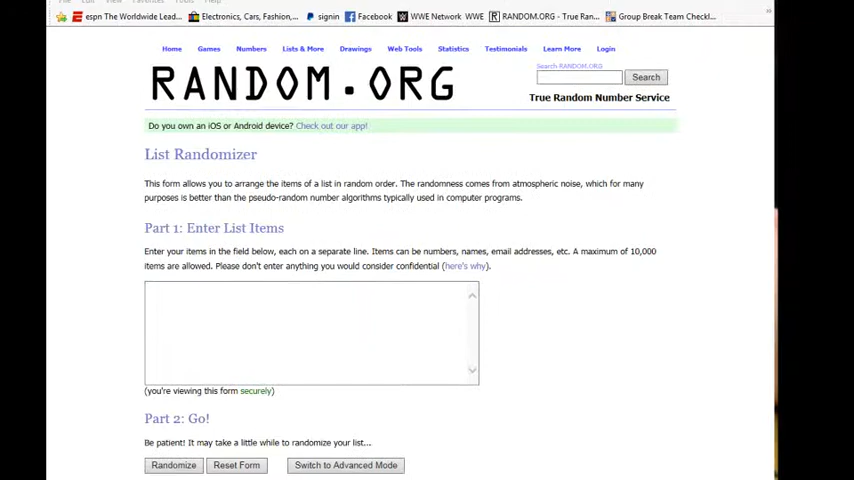 File Edit View Favorites Tools Help
espn The Worldwide Lead... Electronics, Cars, Fashion,... signin Facebook WWE Network WWE RANDOM.ORG - True Ran... Group Break Team Checkl...
Home Games Numbers Lists & More Drawings Web Tools Statistics Testimonials Learn More Login
Search RANDOM.ORG
RANDOM.ORG
Search
True Random Number Service
Do you own an iOS or Android device? Check out our app!
List Randomizer
This form allows you to arrange the items of a list in random order. The randomness comes from atmospheric noise, which for many
purposes is better than the pseudo-random number algorithms typically used in computer programs.
Part 1: Enter List Items
Enter your items in the field below, each on a separate line. Items can be numbers, names, email addresses, etc. A maximum of 10,000
items are allowed. Please don't enter anything you would consider confidential (here's why).
(you're viewing this form securely)
Part 2: Go!
Be patient! It may take a little while to randomize your list...
Randomize Reset Form Switch to Advanced Mode